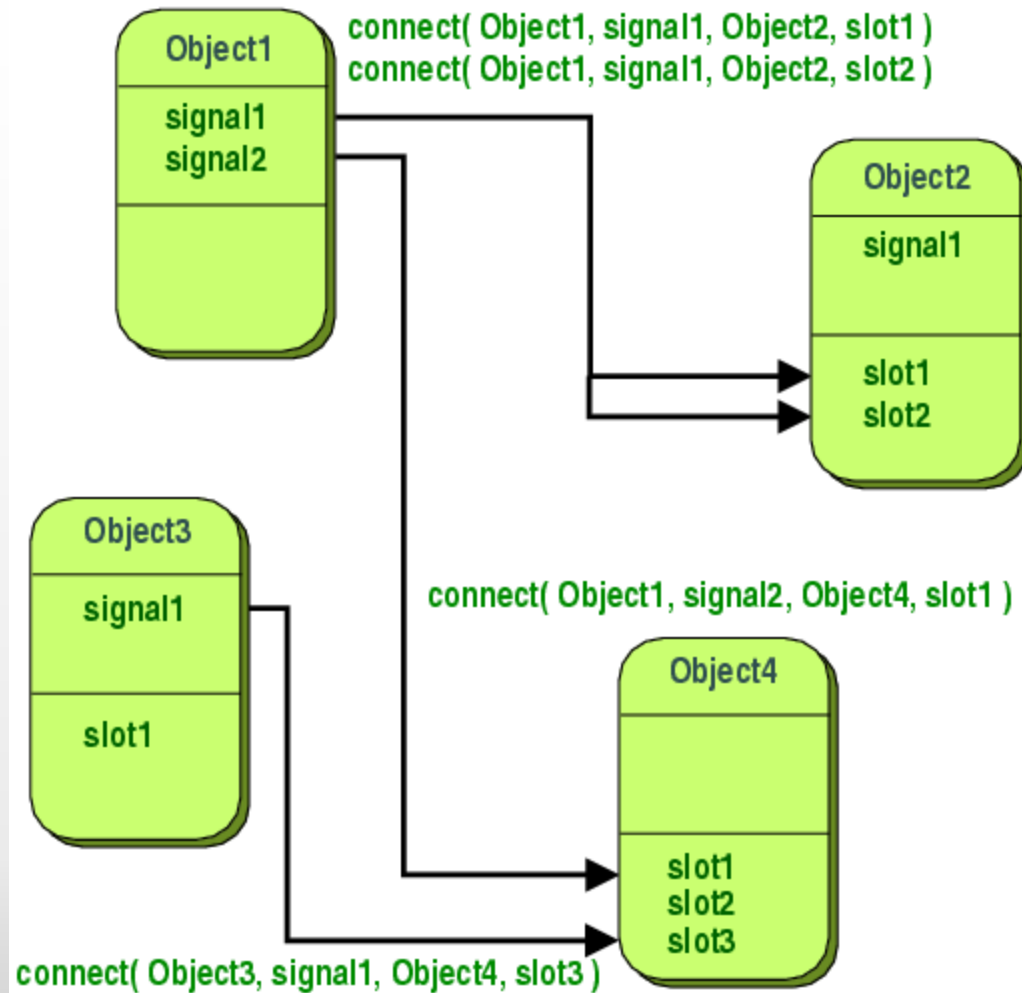 Object1
signal1
signal2
connect( Object1, signal1, Object2, slot1 )
connect( Object1, signal1, Object2, slot2 )
Object2
signal1
slot1
slot2
Object3
signal1
slot1
connect( Object1, signal2, Object4, slot1 )
Object4
slot1
slot2
slot3
connect( Object3, signal1, Object4, slot3 )